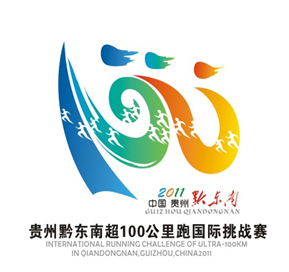 2011
中国 贵州 黔东南
GUIZHOU QIANDONGNAN
贵州黔东南超100公里跑国际挑战赛
INTERNATIONAL RUNNING CHALLENGE OF ULTRA-100KM
IN QIANDONGNAN,GUIZHOU,CHINA2011